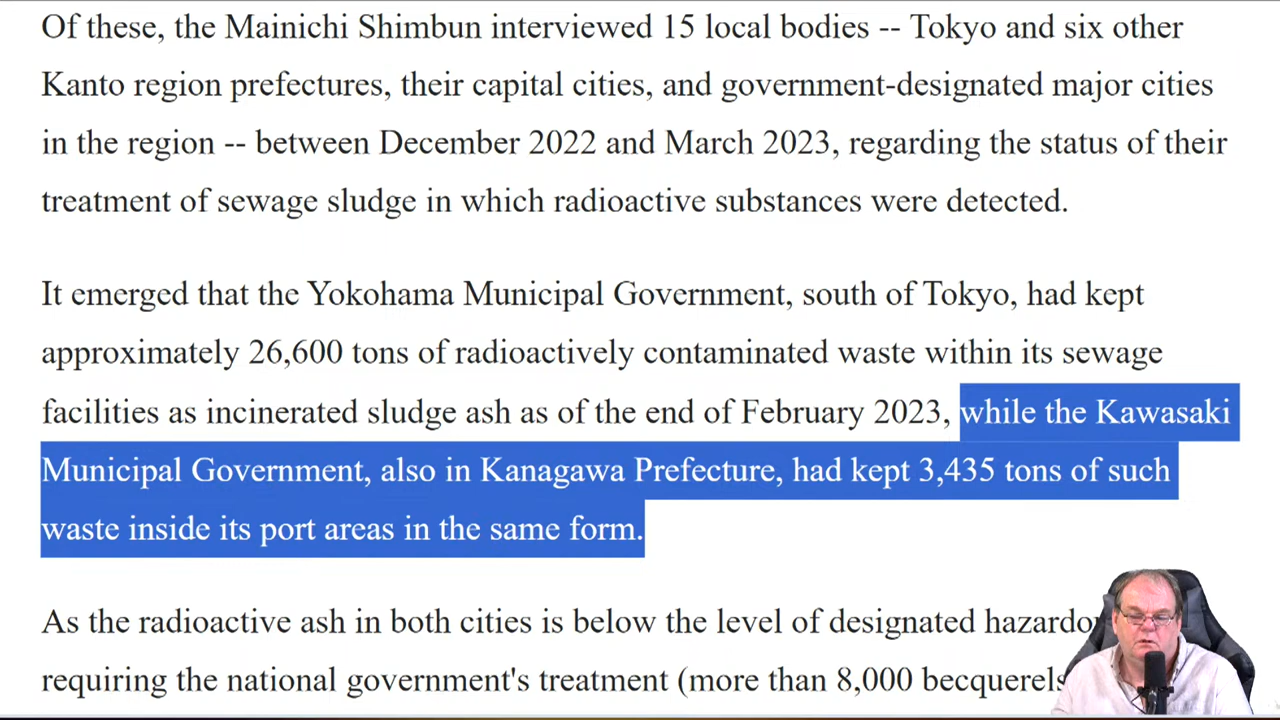 Of these, the Mainichi Shimbun interviewed 15 local bodies -- Tokyo and six other
Kanto region prefectures, their capital cities, and government-designated major cities
in the region -- between December 2022 and March 2023, regarding the status of their
treatment of sewage sludge in which radioactive substances were detected.
It emerged that the Yokohama Municipal Government, south of Tokyo, had kept
approximately 26,600 tons of radioactively contaminated waste within its sewage
facilities as incinerated sludge ash as of the end of February 2023, while the Kawasaki
Municipal Government, also in Kanagawa Prefecture, had kept 3,435 tons of such
waste inside its port areas in the same form.
As the radioactive ash in both cities is below the level of designated
requiring the national government's treatment (more than 8,000 becquerels